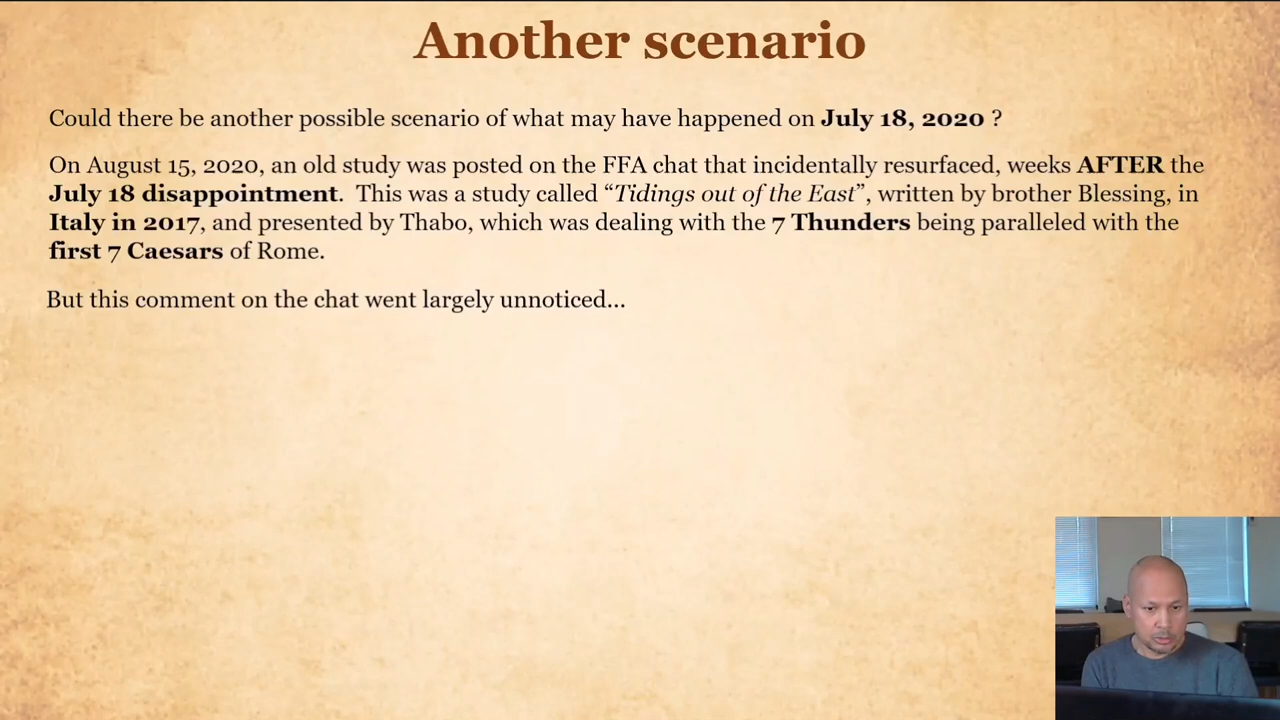 Another scenario
Could there be another possible scenario of what may have happened on July 18, 2020 ?
On August 15, 2020, an old study was posted on the FFA chat that incidentally resurfaced, weeks AFTER the
July 18 disappointment.  This was a study called “Tidings out of the East”, written by brother Blessing, in
Italy in 2017, and presented by Thabo, which was dealing with the 7 Thunders being paralleled with the
first 7 Caesars of Rome.
But this comment on the chat went largely unnoticed...